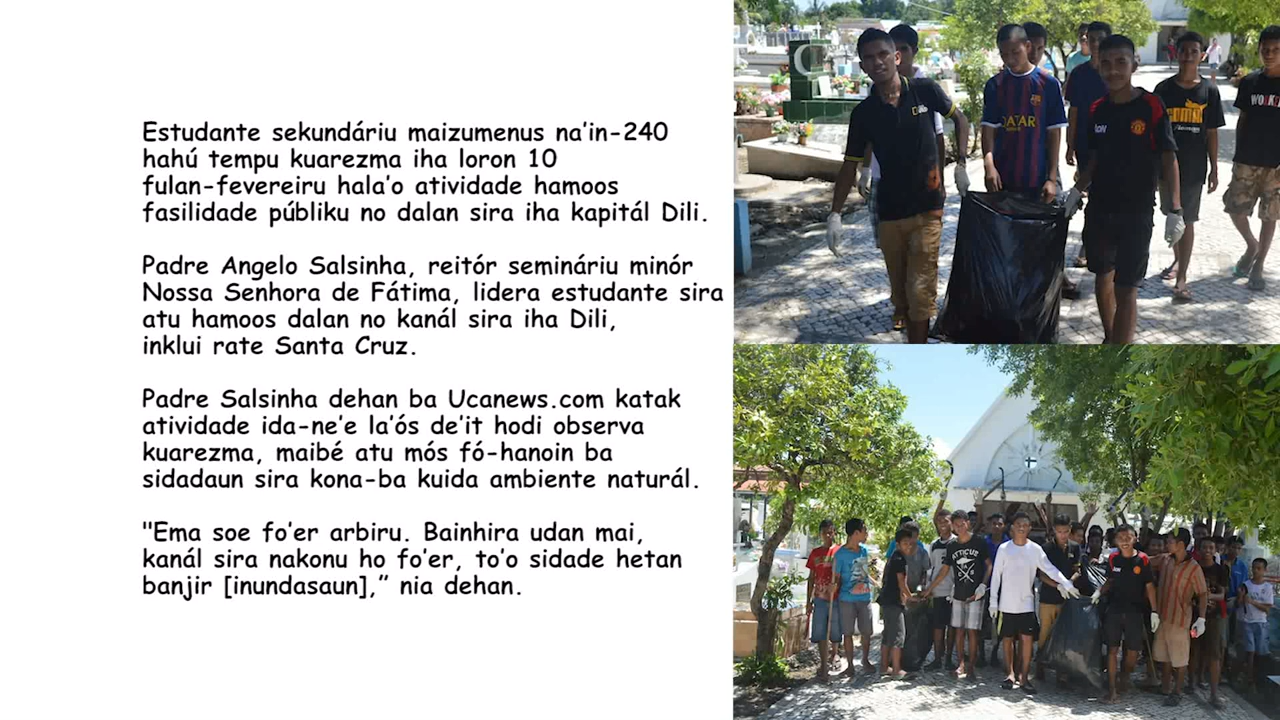 Estudante sekundáriu maizumenus na'in-240
hahú tempu kuarezma iha loron 10
fulan-fevereiru hala'o atividade hamoos
fasilidade públiku no dalan sira iha kapitál Dili.
Padre Angelo Salsinha, reitór semináriu minór
Nossa Senhora de Fátima, lidera estudante sira
atu hamoos dalan no kanál sira iha Dili,
inklui rate Santa Cruz.
Padre Salsinha dehan ba Ucanews.com katak
atividade ida-ne'e la'ós de'it hodi observa
kuarezma, maibé atu mós fó-hanoin ba
sidadaun sira kona-ba kuida ambiente naturál.
"Ema soe fo'er arbiru. Bainhira udan mai,
kanál sira nakonu ho fo'er, to'o sidade hetan
banjir [inundasaun],” nia dehan.
ATTICUS